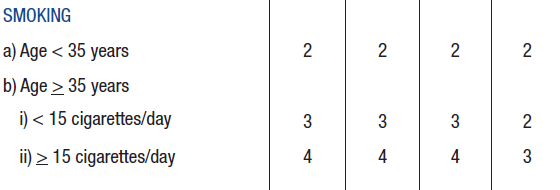 SMOKING
a) Age < 35 years 2 2 2 2
b) Age ≥ 35 years
i) < 15 cigarettes/day 3 3 3 2
ii) ≥ 15 cigarettes/day 4 4 4 3